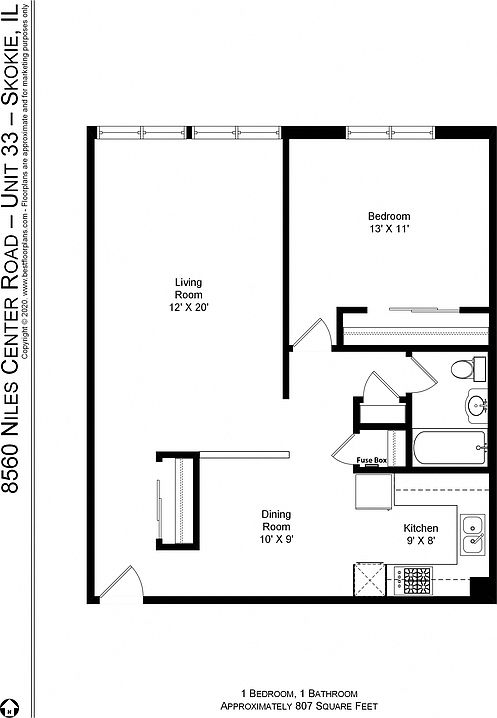 8560 Niles Center Road – Unit 33 – Skokie, IL
Copyright © 2020, www.bestfloorplans.com - Floorplans are approximate and for marketing purposes only
Bedroom
13' X 11'
Living
Room
12' X 20'
Fuse Box
Dining
Room
10' X 9'
Kitchen
9' X 8'
N
1 Bedroom, 1 Bathroom
Approximately 807 Square Feet